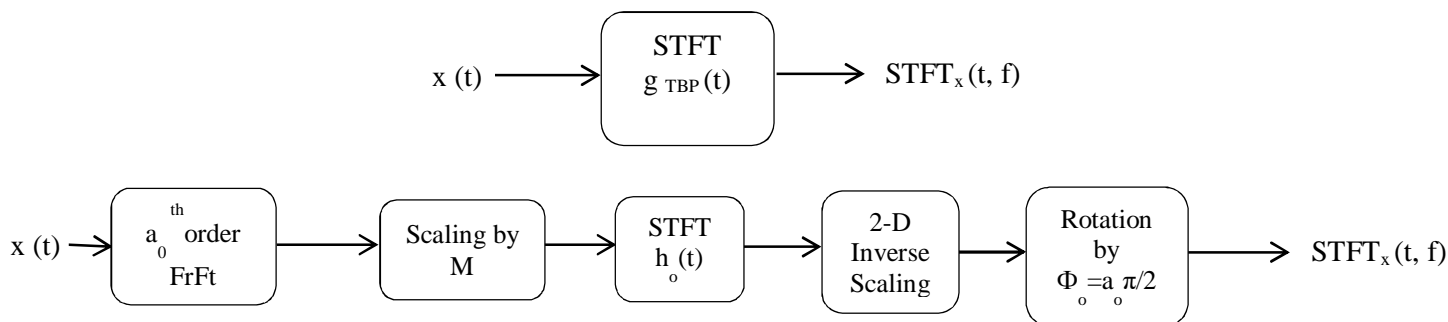 x (t)
STFT
g TBP (t)
STFTx (t, f)
x (t)
a0 th order
FrFt
Scaling by
M
STFT
ho(t)
2-D
Inverse
Scaling
Rotation
by
Φo=ao π/2
STFTx (t, f)